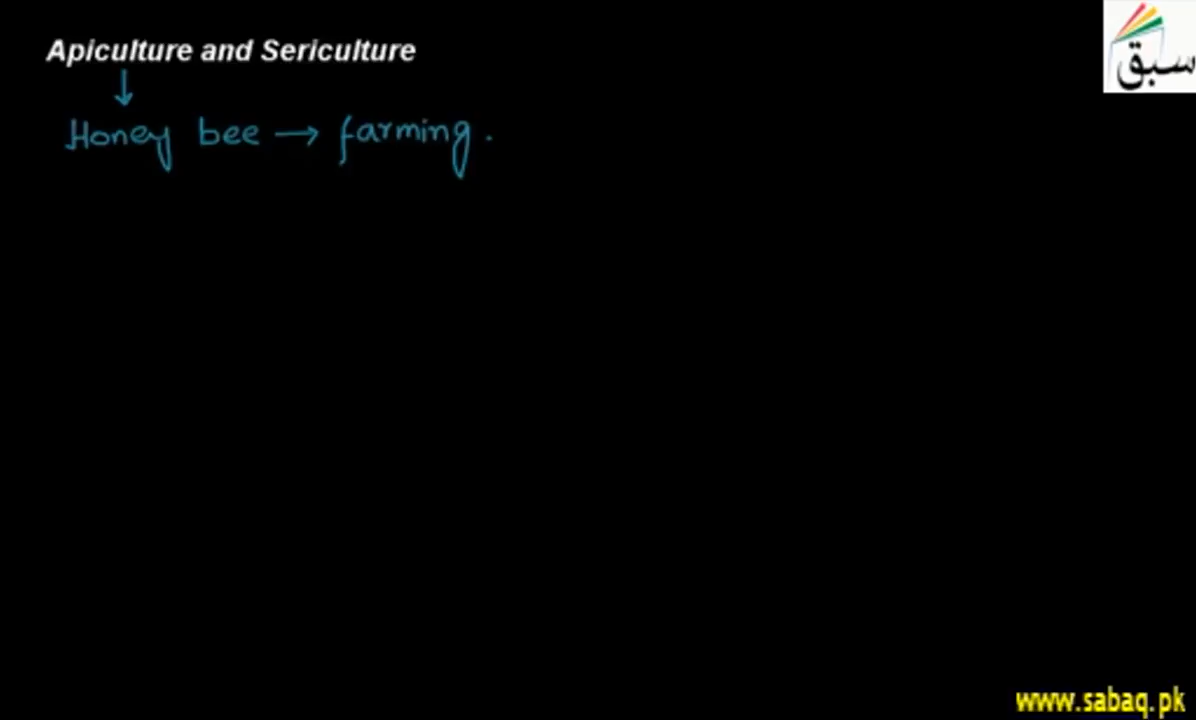 Apiculture and Sericulture
سبق
↓
Honey bee → farming.
www.sabaq.pk